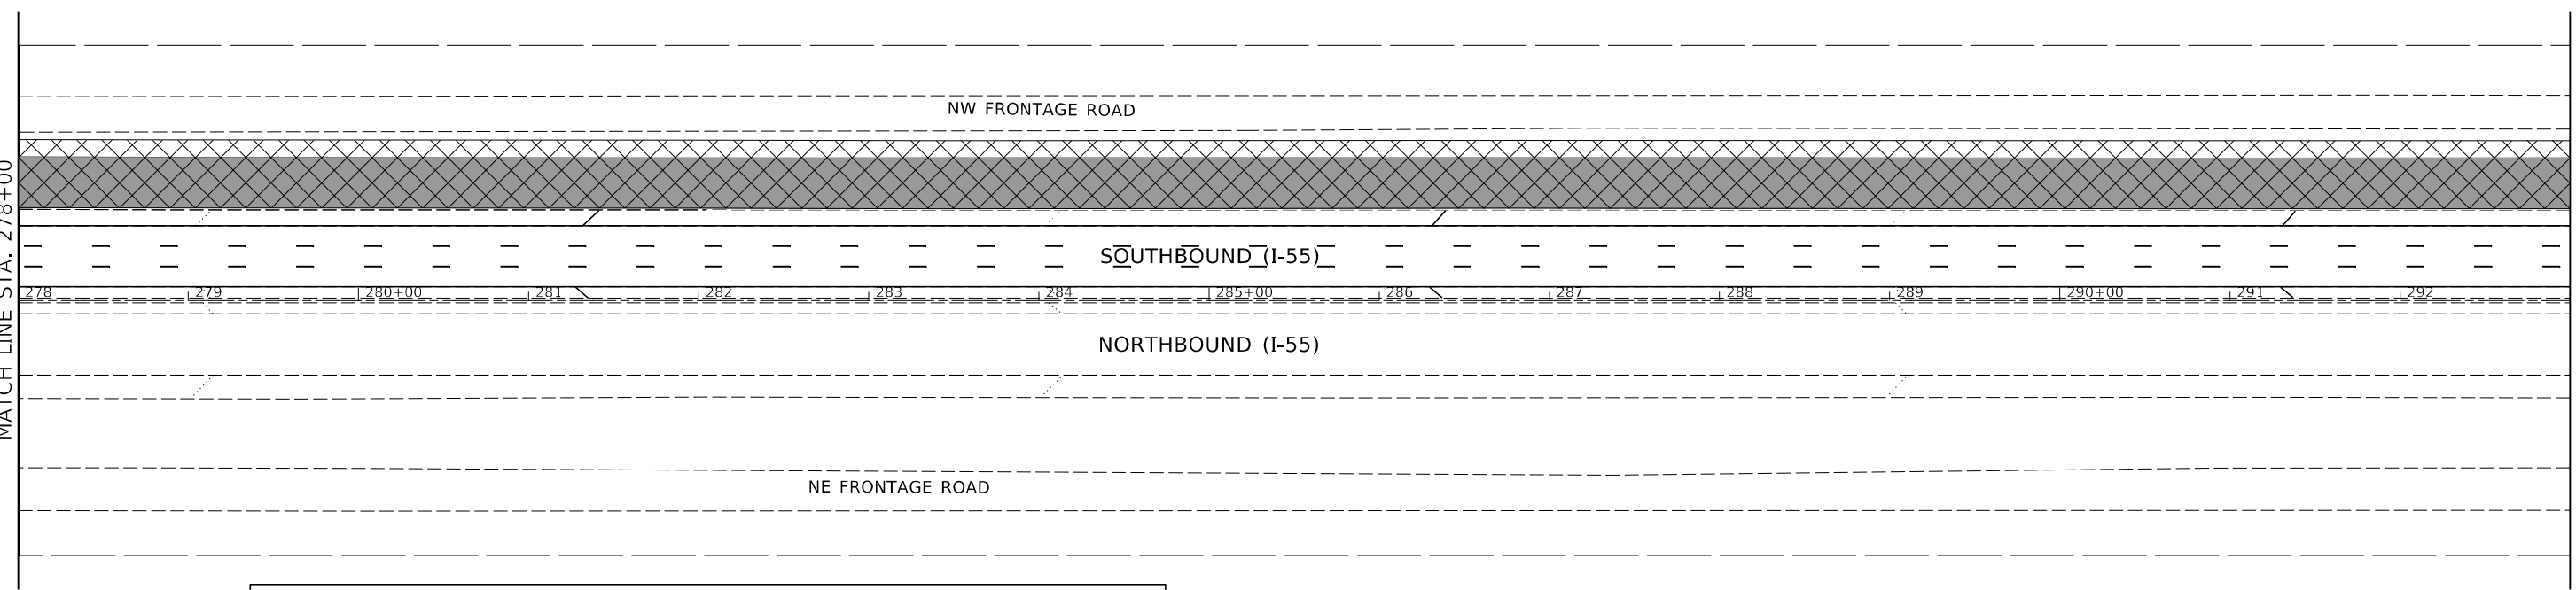 NW FRONTAGE ROAD
MATCH LINE STA. 278+00
SOUTHBOUND (I-55)
278 279 280+00 281 282 283 284 285+00 286 287 288 289 290+00 291 292
NORTHBOUND (I-55)
NE FRONTAGE ROAD